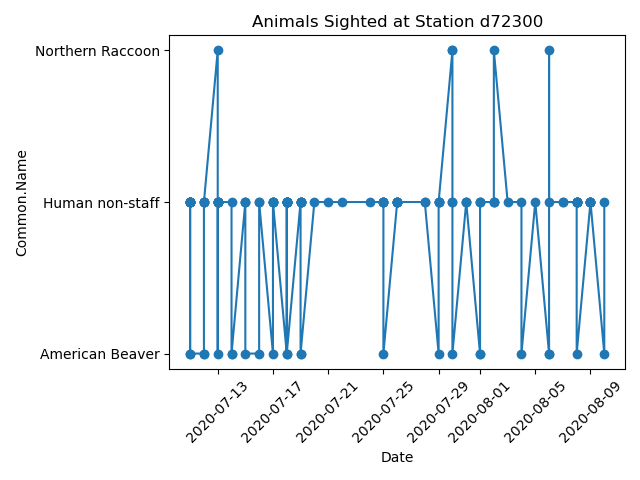 Animals Sighted at Station d72300
Northern Raccoon
Human non-staff
American Beaver
Common.Name
2020-07-13
2020-07-17
2020-07-21
2020-07-25
2020-07-29
2020-08-01
2020-08-05
2020-08-09
Date